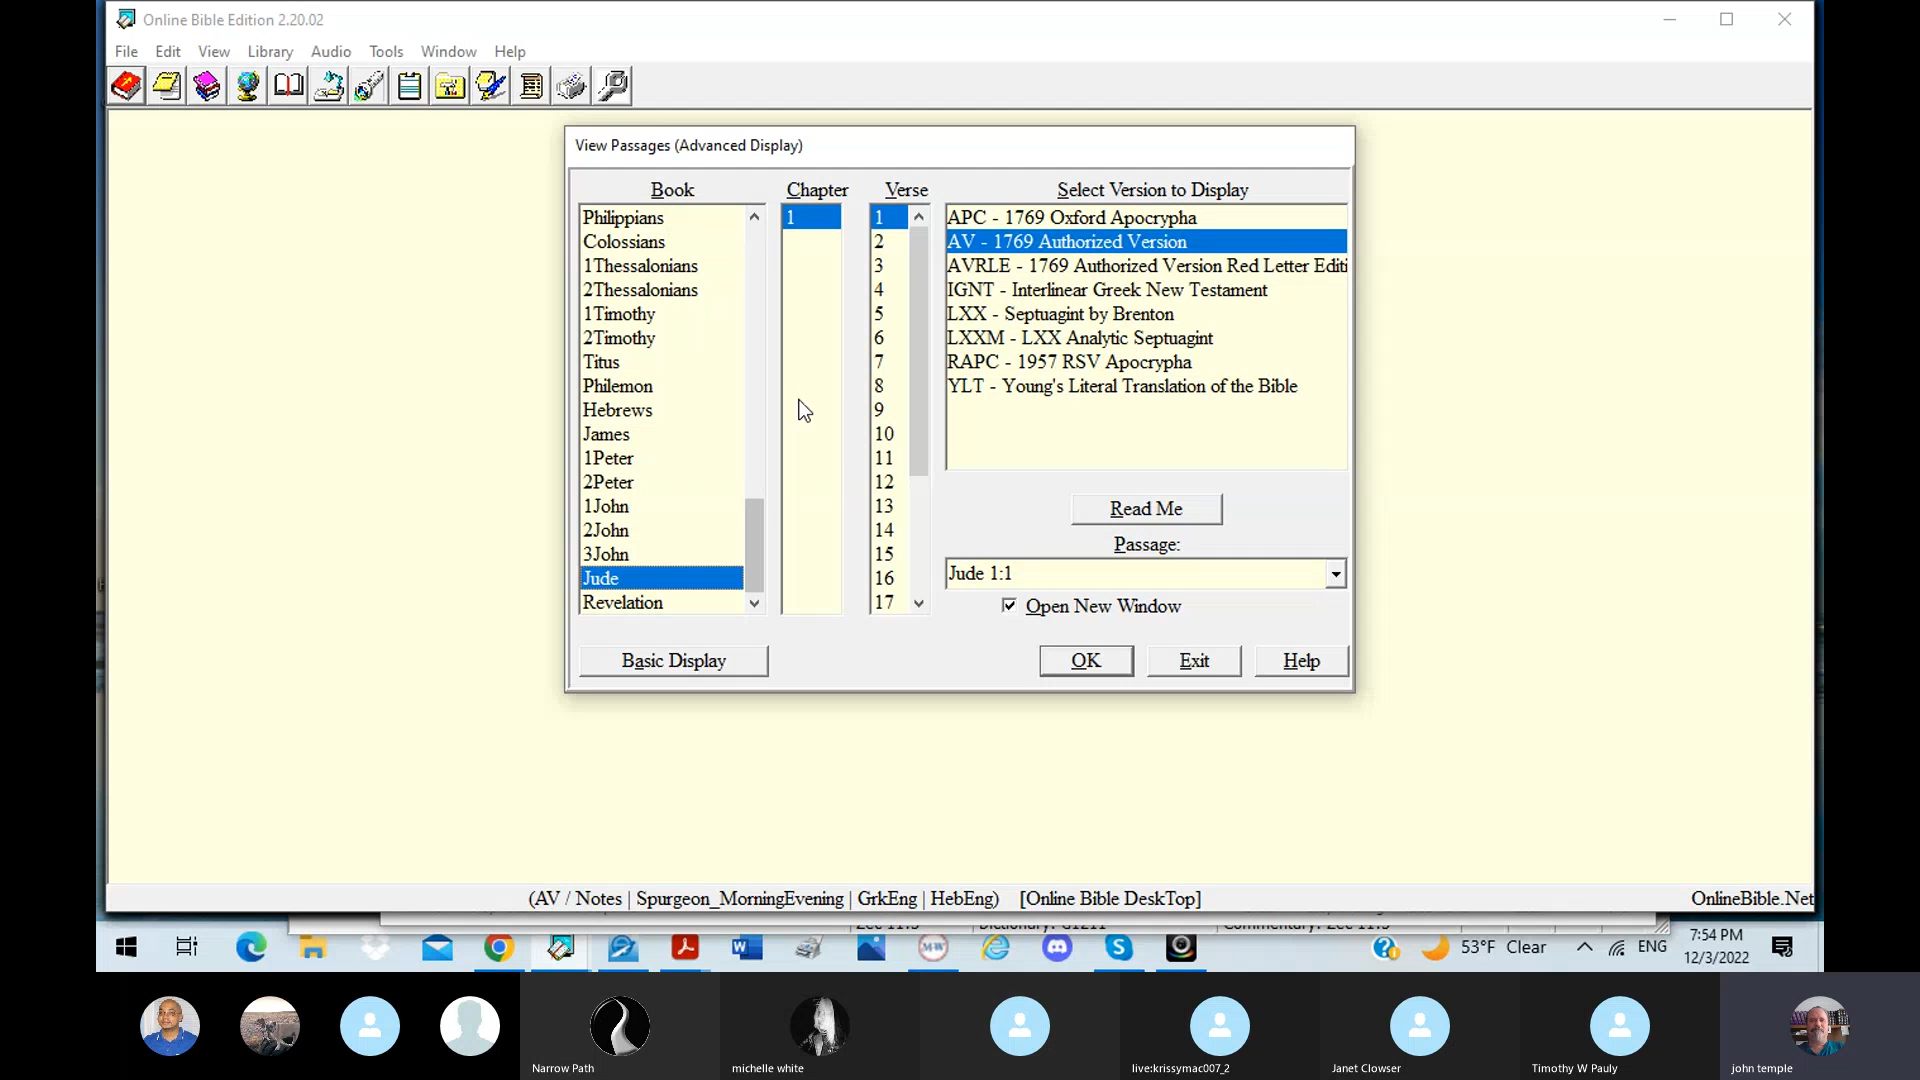 Online Bible Edition 2.20.02
File Edit View Library Audio Tools Window Help
View Passages (Advanced Display)
Book Chapter Verse Select Version to Display
Philippians 1 1 APC - 1769 Oxford Apocrypha
Colossians 2 AV - 1769 Authorized Version
1Thessalonians 3 AVRLE - 1769 Authorized Version Red Letter Editi
2Thessalonians 4 IGNT - Interlinear Greek New Testament
1Timothy 5 LXX - Septuagint by Brenton
2Timothy 6 LXXM - LXX Analytic Septuagint
Titus 7 RAPC - 1957 RSV Apocrypha
Philemon 8 YLT - Young's Literal Translation of the Bible
Hebrews 9
James 10
1Peter 11
2Peter 12
1John 13 Read Me
2John 14 Passage:
3John 15
Jude 16 Jude 1:1
Revelation 17 Open New Window
Basic Display OK Exit Help
(AV / Notes | Spurgeon_MorningEvening | GrkEng | HebEng) [Online Bible DeskTop] OnlineBible.Net
53°F Clear ENG 7:54 PM
12/3/2022
Narrow Path michelle white live:krissymac007_2 Janet Clowser Timothy W Pauly john temple